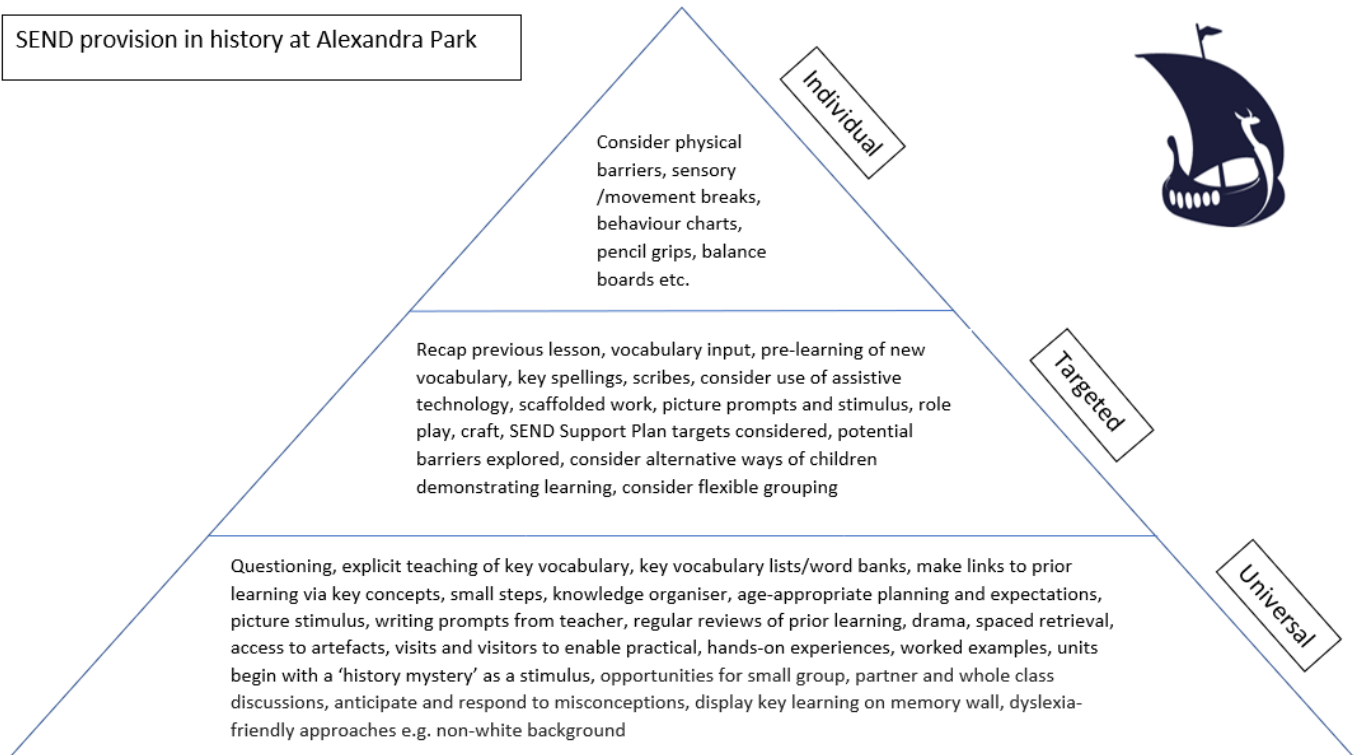 SEND provision in history at Alexandra Park
Individual
Consider physical
barriers, sensory
/movement breaks,
behaviour charts,
pencil grips, balance
boards etc.
Targeted
Recap previous lesson, vocabulary input, pre-learning of new
vocabulary, key spellings, scribes, consider use of assistive
technology, scaffolded work, picture prompts and stimulus, role
play, craft, SEND Support Plan targets considered, potential
barriers explored, consider alternative ways of children
demonstrating learning, consider flexible grouping
Universal
Questioning, explicit teaching of key vocabulary, key vocabulary lists/word banks, make links to prior
learning via key concepts, small steps, knowledge organiser, age-appropriate planning and expectations,
picture stimulus, writing prompts from teacher, regular reviews of prior learning, drama, spaced retrieval,
access to artefacts, visits and visitors to enable practical, hands-on experiences, worked examples, units
begin with a ‘history mystery’ as a stimulus, opportunities for small group, partner and whole class
discussions, anticipate and respond to misconceptions, display key learning on memory wall, dyslexia-
friendly approaches e.g. non-white background